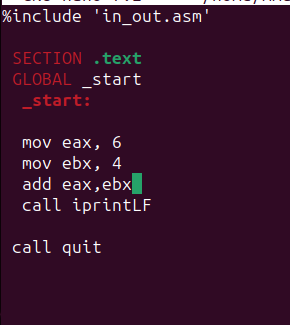 %include 'in_out.asm'
SECTION .text
GLOBAL _start
_start:
mov eax, 6
mov ebx, 4
add eax,ebx
call iprintLF
call quit